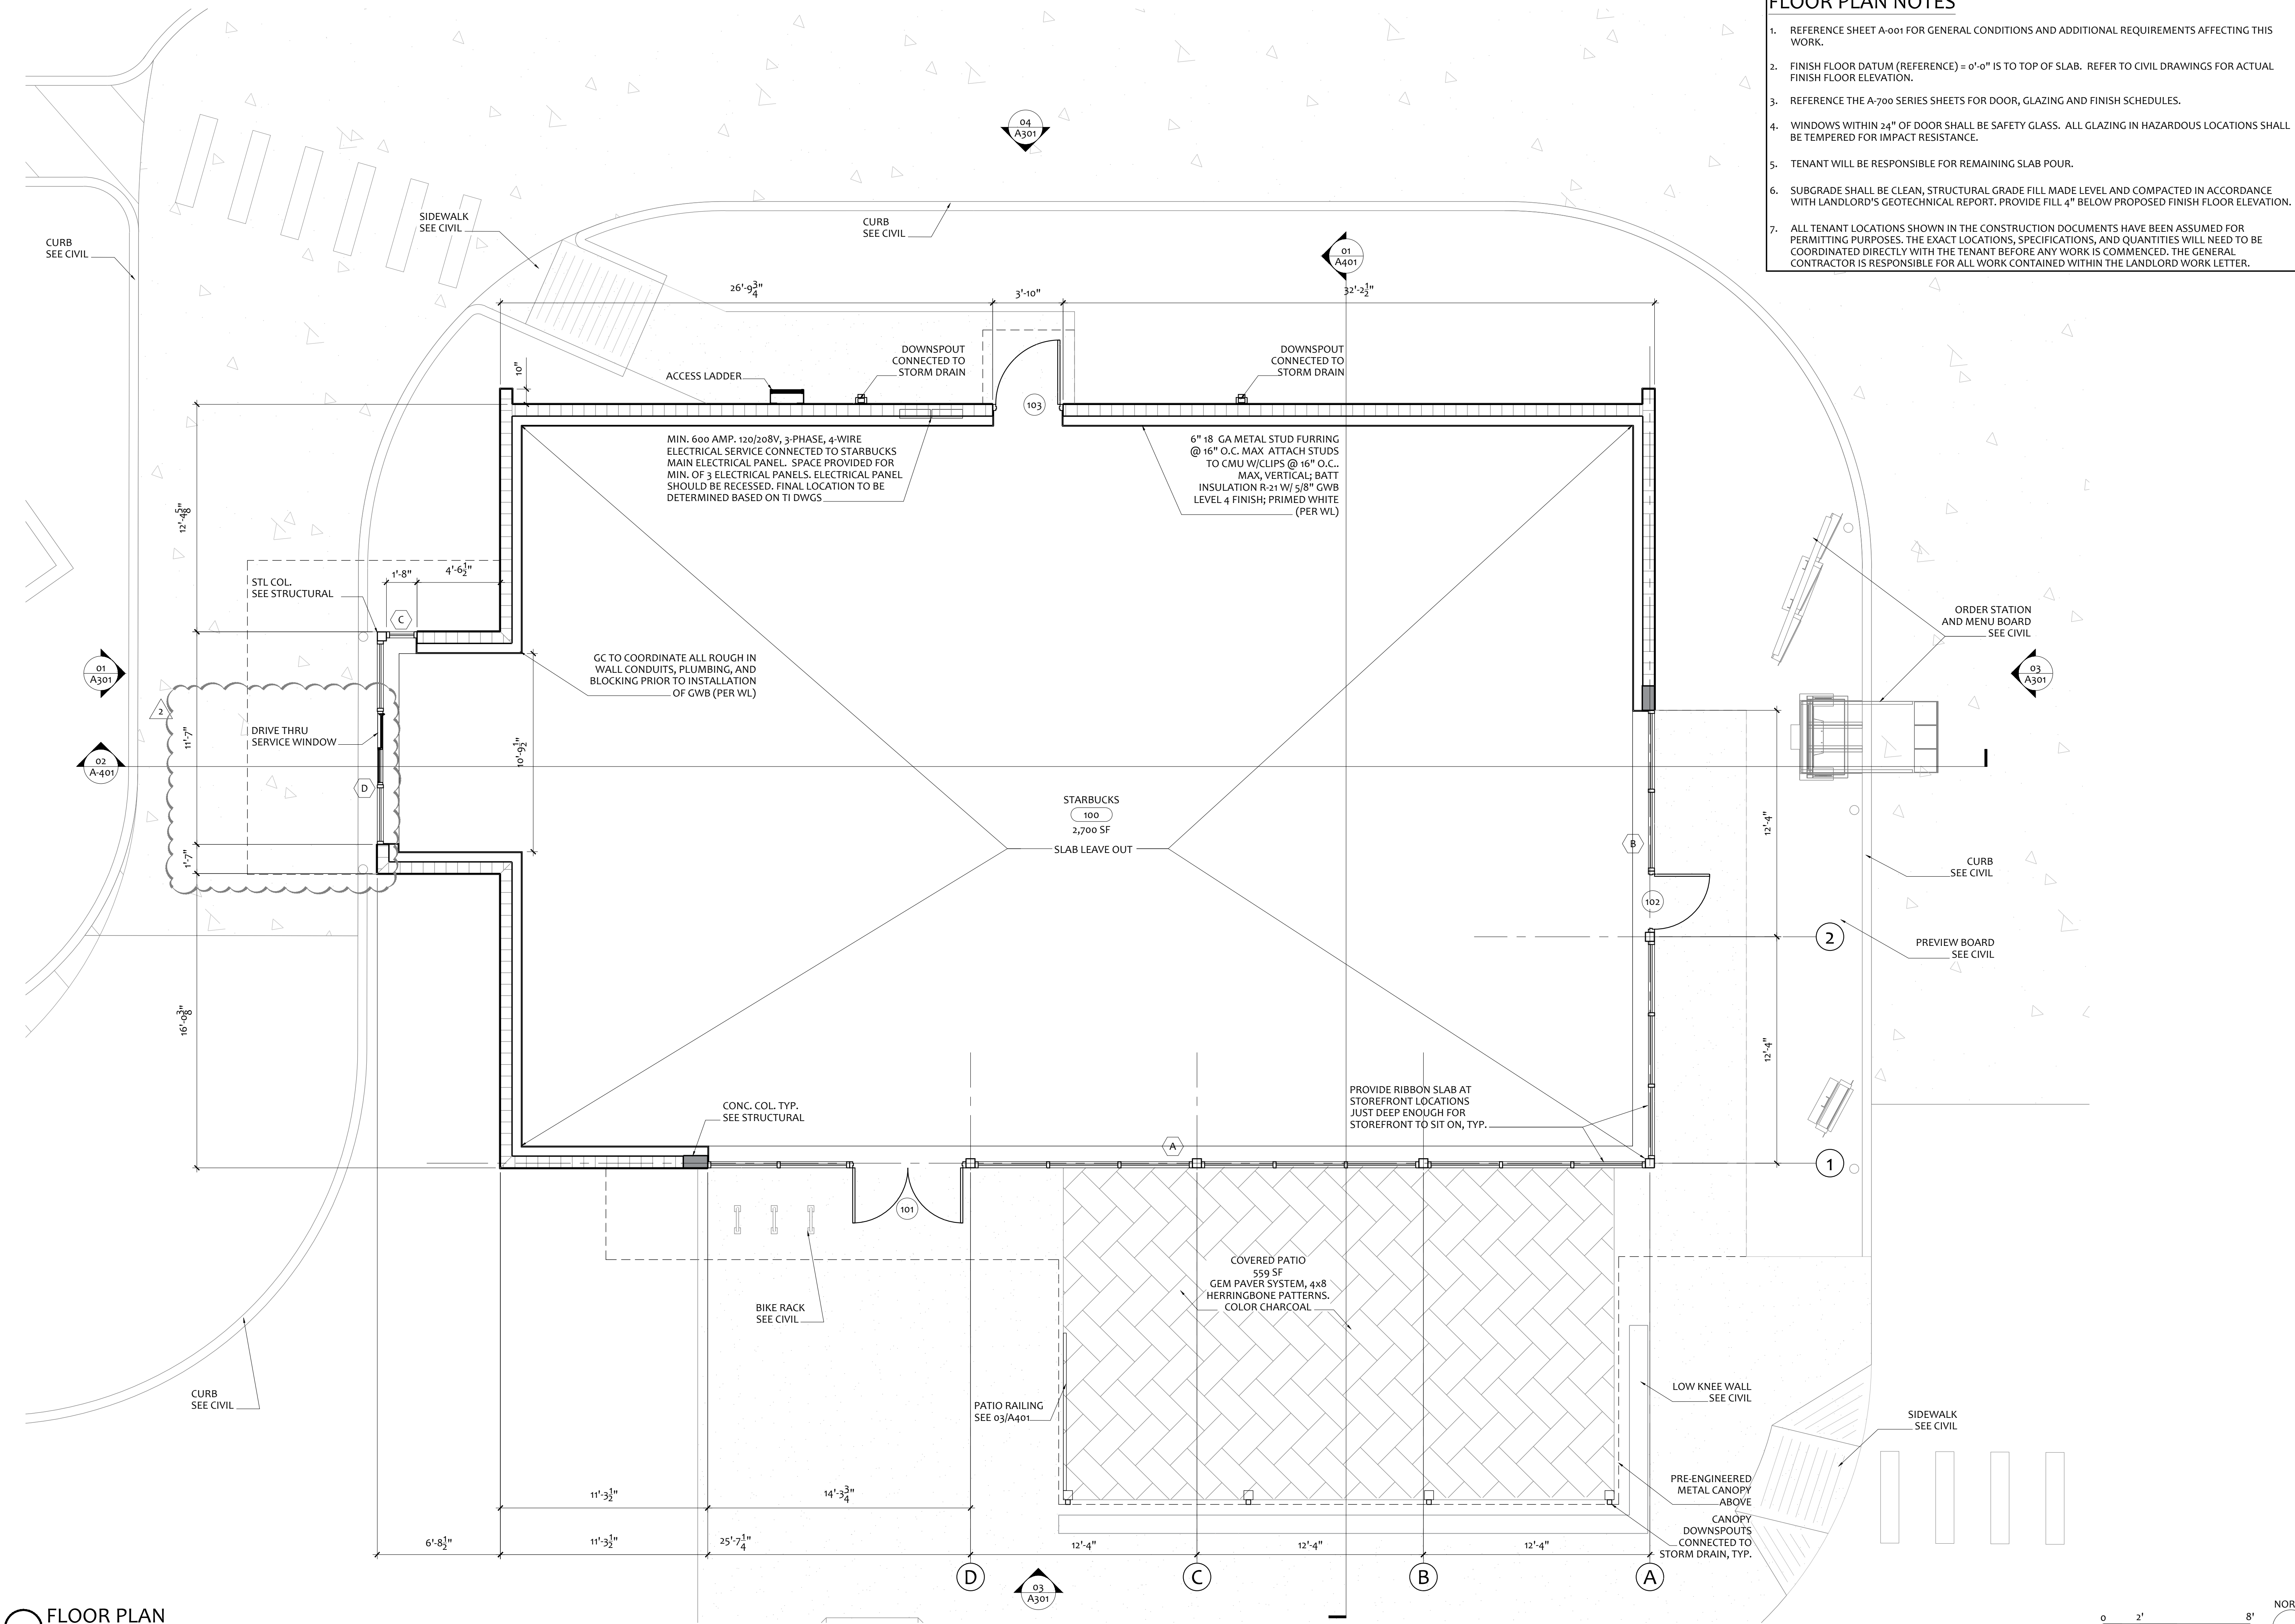 FLOOR PLAN NOTES
1. REFERENCE SHEET A-001 FOR GENERAL CONDITIONS AND ADDITIONAL REQUIREMENTS AFFECTING THIS
WORK.
2. FINISH FLOOR DATUM (REFERENCE) = 0'-0" IS TO TOP OF SLAB. REFER TO CIVIL DRAWINGS FOR ACTUAL
FINISH FLOOR ELEVATION.
3. REFERENCE THE A-700 SERIES SHEETS FOR DOOR, GLAZING AND FINISH SCHEDULES.
4. WINDOWS WITHIN 24" OF DOOR SHALL BE SAFETY GLASS. ALL GLAZING IN HAZARDOUS LOCATIONS SHALL
BE TEMPERED FOR IMPACT RESISTANCE.
5. TENANT WILL BE RESPONSIBLE FOR REMAINING SLAB POUR.
6. SUBGRADE SHALL BE CLEAN, STRUCTURAL GRADE FILL MADE LEVEL AND COMPACTED IN ACCORDANCE
WITH LANDLORD'S GEOTECHNICAL REPORT. PROVIDE FILL 4" BELOW PROPOSED FINISH FLOOR ELEVATION.
7. ALL TENANT LOCATIONS SHOWN IN THE CONSTRUCTION DOCUMENTS HAVE BEEN ASSUMED FOR
PERMITTING PURPOSES. THE EXACT LOCATIONS, SPECIFICATIONS, AND QUANTITIES WILL NEED TO BE
COORDINATED DIRECTLY WITH THE TENANT BEFORE ANY WORK IS COMMENCED. THE GENERAL
CONTRACTOR IS RESPONSIBLE FOR ALL WORK CONTAINED WITHIN THE LANDLORD WORK LETTER.
04
A301
SIDEWALK
SEE CIVIL
CURB
SEE CIVIL
CURB
SEE CIVIL
01
A401
26'-9 3/4"
3'-10"
32'-2 1/2"
10"
ACCESS LADDER
DOWNSPOUT
CONNECTED TO
STORM DRAIN
DOWNSPOUT
CONNECTED TO
STORM DRAIN
103
MIN. 600 AMP. 120/208V, 3-PHASE, 4-WIRE
ELECTRICAL SERVICE CONNECTED TO STARBUCKS
MAIN ELECTRICAL PANEL. SPACE PROVIDED FOR
MIN. OF 3 ELECTRICAL PANELS. ELECTRICAL PANEL
SHOULD BE RECESSED. FINAL LOCATION TO BE
DETERMINED BASED ON TI DWGS
6" 18 GA METAL STUD FURRING
@ 16" O.C. MAX ATTACH STUDS
TO CMU W/CLIPS @ 16" O.C..
MAX, VERTICAL; BATT
INSULATION R-21 W/ 5/8" GWB
LEVEL 4 FINISH; PRIMED WHITE
(PER WL)
12'-4 5/8"
STL COL.
SEE STRUCTURAL
1'-8"
4'-6 1/2"
C
ORDER STATION
AND MENU BOARD
SEE CIVIL
01
A301
GC TO COORDINATE ALL ROUGH IN
WALL CONDUITS, PLUMBING, AND
BLOCKING PRIOR TO INSTALLATION
OF GWB (PER WL)
03
A301
2
11'-7"
DRIVE THRU
SERVICE WINDOW
10'-9 1/2"
02
A-401
D
STARBUCKS
100
2,700 SF
SLAB LEAVE OUT
12'-4"
B
1'-7"
CURB
SEE CIVIL
102
2
PREVIEW BOARD
SEE CIVIL
16'-0 3/8"
12'-4"
CONC. COL. TYP.
SEE STRUCTURAL
PROVIDE RIBBON SLAB AT
STOREFRONT LOCATIONS
JUST DEEP ENOUGH FOR
STOREFRONT TO SIT ON, TYP.
A
1
101
COVERED PATIO
559 SF
GEM PAVER SYSTEM, 4x8
HERRINGBONE PATTERNS.
COLOR CHARCOAL
BIKE RACK
SEE CIVIL
CURB
SEE CIVIL
PATIO RAILING
SEE 03/A401
LOW KNEE WALL
SEE CIVIL
SIDEWALK
SEE CIVIL
PRE-ENGINEERED
METAL CANOPY
ABOVE
CANOPY
DOWNSPOUTS
CONNECTED TO
STORM DRAIN, TYP.
11'-3 1/2"
14'-3 3/4"
6'-8 1/2"
11'-3 1/2"
25'-7 1/4"
12'-4"
12'-4"
12'-4"
D
C
B
A
03
A301
FLOOR PLAN
0 2' 8'